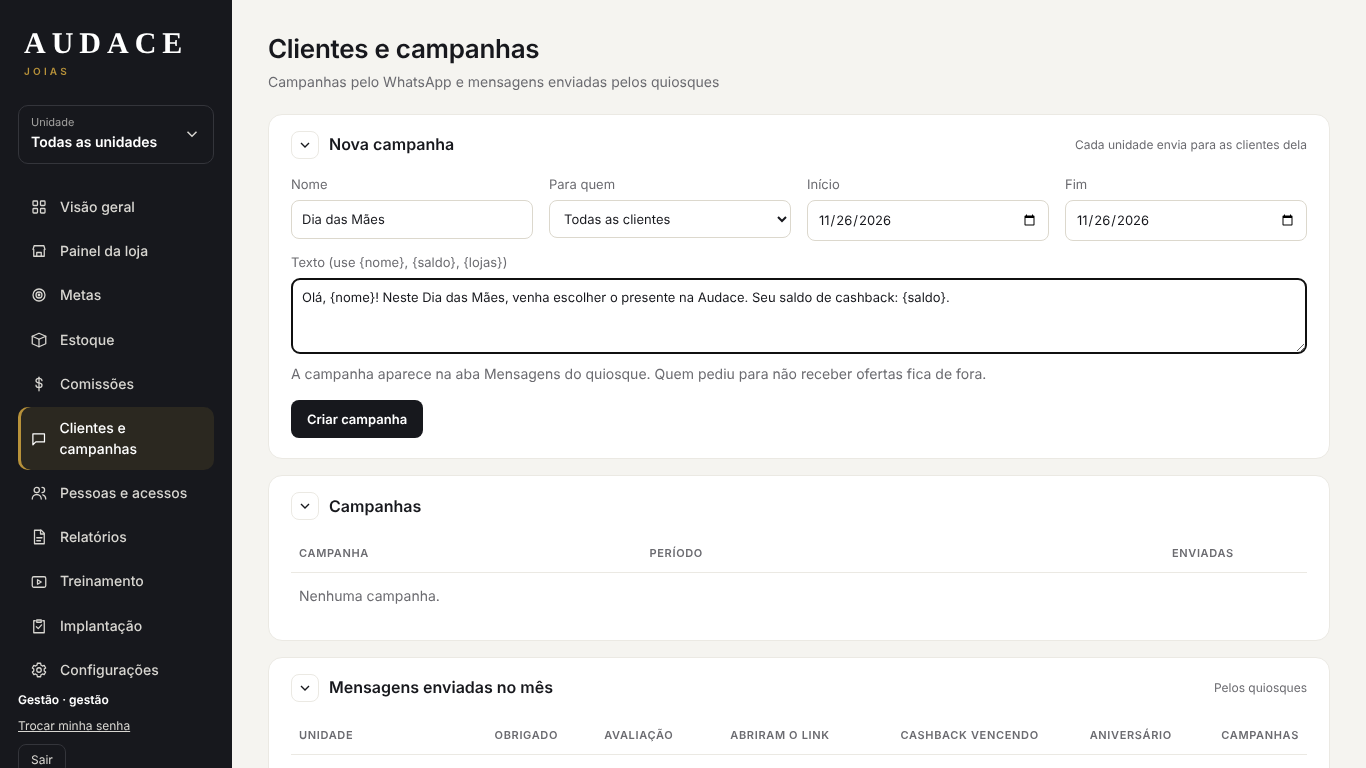 AUDACE
JOIAS
Unidade
Todas as unidades
Visão geral
Painel da loja
Metas
Estoque
Comissões
Clientes e
campanhas
Pessoas e acessos
Relatórios
Treinamento
Implantação
Configurações
Gestão · gestão
Trocar minha senha
Sair
Clientes e campanhas
Campanhas pelo WhatsApp e mensagens enviadas pelos quiosques
Nova campanha
Cada unidade envia para as clientes dela
Nome
Para quem
Início
Fim
Dia das Mães
Todas as clientes
11/26/2026
11/26/2026
Texto (use {nome}, {saldo}, {lojas})
Olá, {nome}! Neste Dia das Mães, venha escolher o presente na Audace. Seu saldo de cashback: {saldo}.
A campanha aparece na aba Mensagens do quiosque. Quem pediu para não receber ofertas fica de fora.
Criar campanha
Campanhas
CAMPANHA
PERÍODO
ENVIADAS
Nenhuma campanha.
Mensagens enviadas no mês
Pelos quiosques
UNIDADE
OBRIGADO
AVALIAÇÃO
ABRIRAM O LINK
CASHBACK VENCENDO
ANIVERSÁRIO
CAMPANHAS